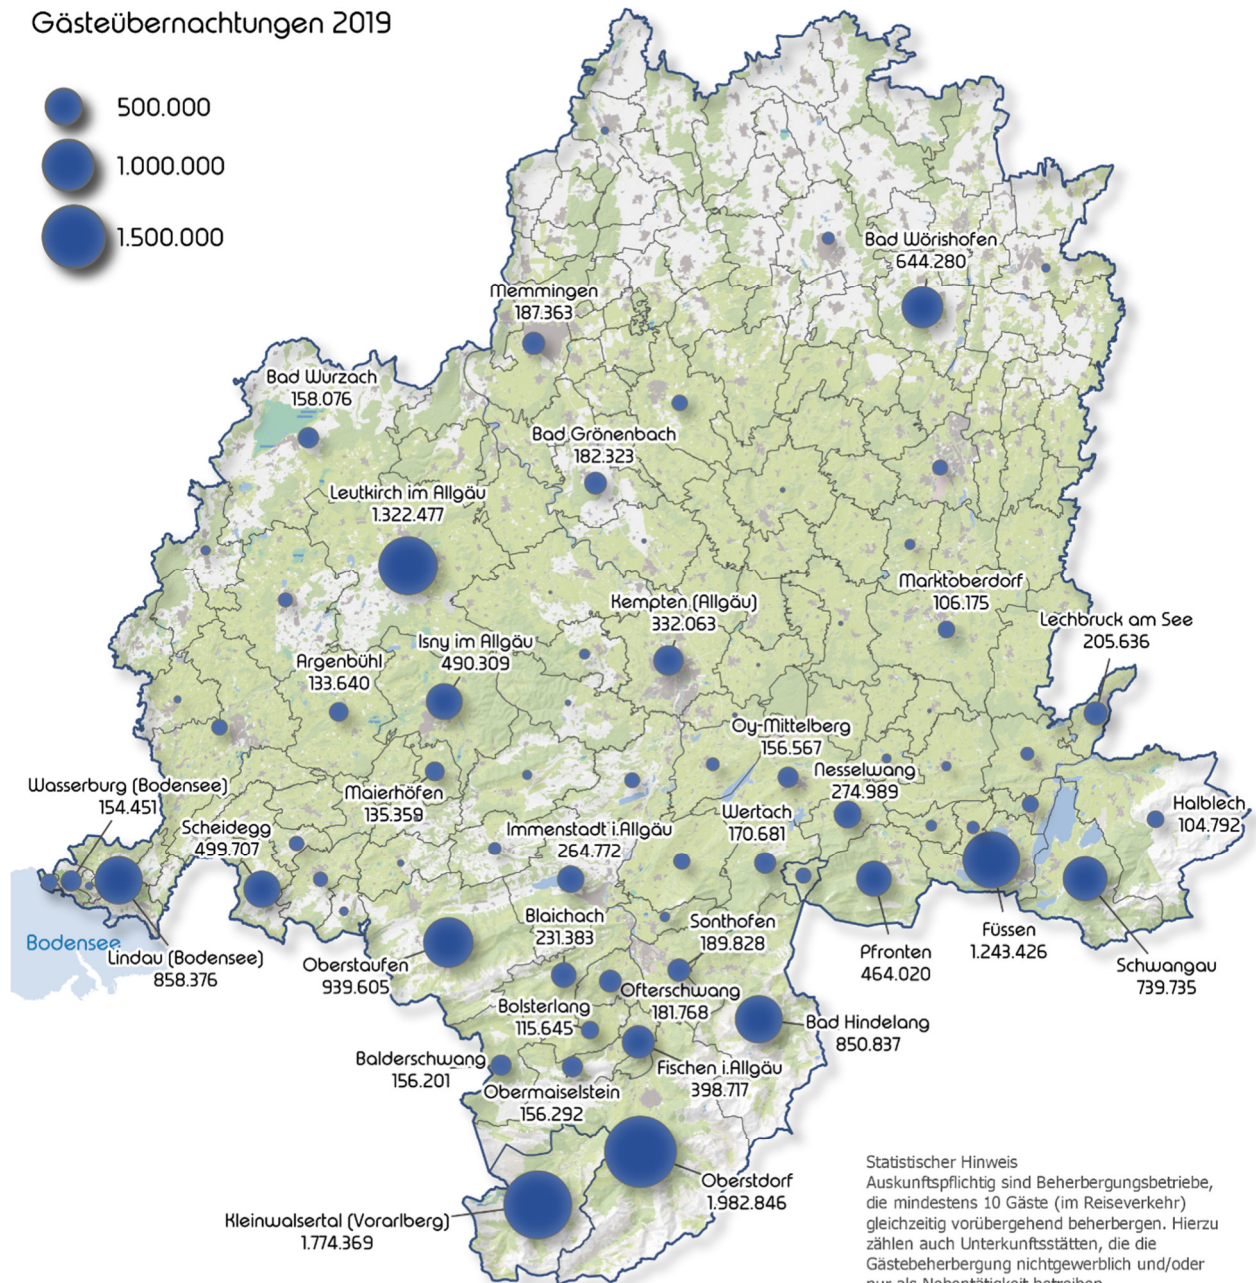 Gästeübernachtungen 2019
500.000
1.000.000
1.500.000
Bad Wörishofen
644.280
Memmingen
187.363
Bad Wurzach
158.076
Bad Grönenbach
182.323
Leutkirch im Allgäu
1.322.477
Kempten (Allgäu)
332.063
Marktoberdorf
106.175
Lechbruck am See
205.636
Isny im Allgäu
490.309
Argenbühl
133.640
Oy-Mittelberg
156.567
Nesselwang
274.989
Wasserburg (Bodensee)
154.451
Maierhöfen
135.359
Scheidegg
499.707
Immenstadt i.Allgäu
264.772
Wertach
170.681
Halblech
104.792
Bodensee
Lindau (Bodensee)
858.376
Oberstaufen
939.605
Blaichach
231.383
Sonthofen
189.828
Pfronten
464.020
Füssen
1.243.426
Schwangau
739.735
Ofterschwang
181.768
Bolsterlang
115.645
Bad Hindelang
850.837
Balderschwang
156.201
Fischen i.Allgäu
398.717
Obermaiselstein
156.292
Oberstdorf
1.982.846
Kleinwalsertal (Vorarlberg)
1.774.369
Statistischer Hinweis
Auskunftspflichtig sind Beherbergungsbetriebe,
die mindestens 10 Gäste (im Reiseverkehr)
gleichzeitig vorübergehend beherbergen. Hierzu
zählen auch Unterkunftsstätten, die die
Gästebeherbergung nichtgewerblich und/oder
nur als Nebentätigkeit betreiben